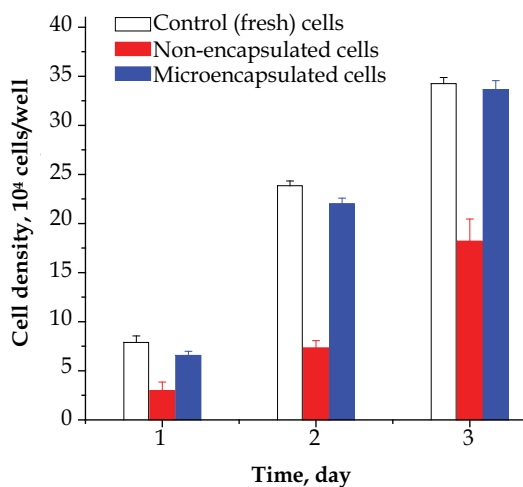 Control (fresh) cells
Non-encapsulated cells
Microencapsulated cells
Cell density, 10⁴ cells/well
40
35
30
25
20
15
10
5
0
1 2 3
Time, day